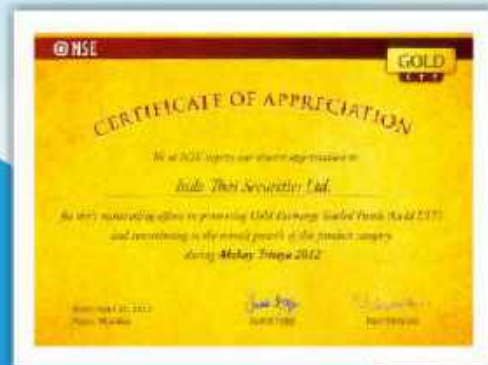 NSE
GOLD
ETF
CERTIFICATE OF APPRECIATION
We at NSE express our sincere appreciation to
Indo Thai Securities Ltd.
for their outstanding efforts in promoting Gold Exchange Traded Funds (Gold ETF)
and contributing to the overall growth of the product category
during Akshay Tritiya 2012